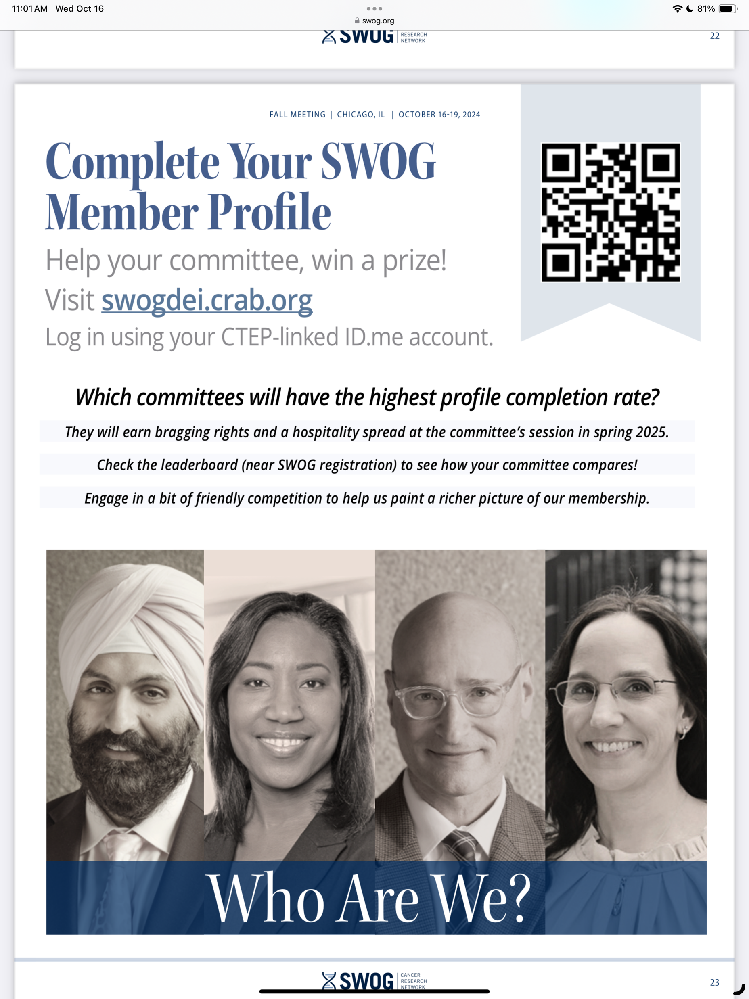 11:01 AM Wed Oct 16
81%
swog.org
SWOG
RESEARCH
NETWORK
22
FALL MEETING | CHICAGO, IL | OCTOBER 16-19, 2024
Complete Your SWOG
Member Profile
Help your committee, win a prize!
Visit swogdei.crab.org
Log in using your CTEP-linked ID.me account.
Which committees will have the highest profile completion rate?
They will earn bragging rights and a hospitality spread at the committee’s session in spring 2025.
Check the leaderboard (near SWOG registration) to see how your committee compares!
Engage in a bit of friendly competition to help us paint a richer picture of our membership.
Who Are We?
SWOG
CANCER
RESEARCH
NETWORK
23